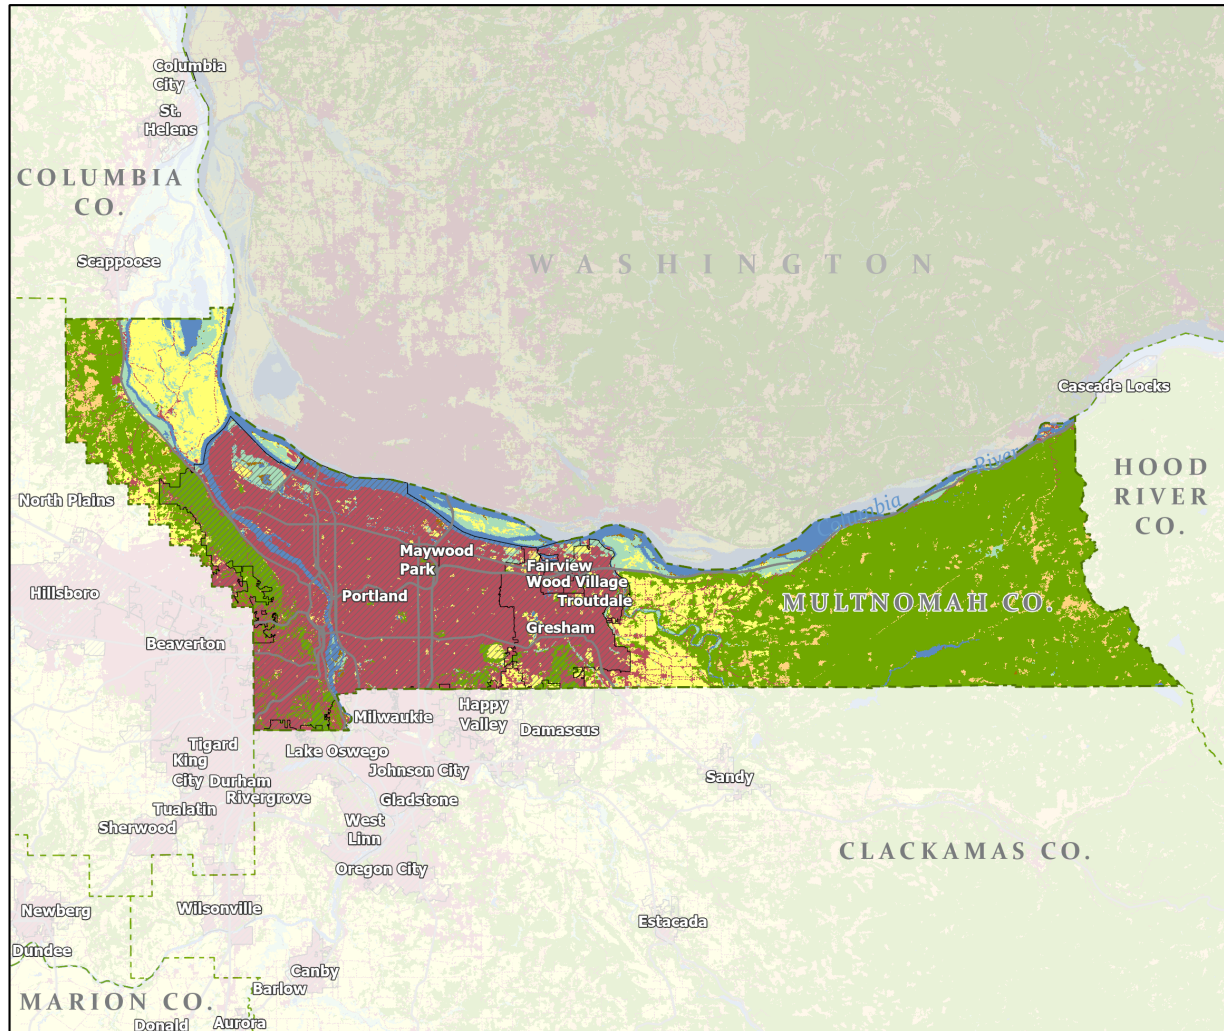 Columbia
City
St.
Helens
COLUMBIA
CO.
Scappoose
WASHINGTON
Cascade Locks
HOOD
RIVER
CO.
North Plains
Columbia River
Maywood
Park
Fairview
Wood Village
Hillsboro
Portland
Troutdale
MULTNOMAH CO.
Gresham
Beaverton
Happy
Valley
Milwaukie
Damascus
Tigard
Lake Oswego
King
City
Durham
Johnson City
Sandy
Rivergrove
Gladstone
Tualatin
West
Linn
Sherwood
CLACKAMAS CO.
Oregon City
Newberg
Wilsonville
Estacada
Dundee
Canby
Barlow
MARION CO.
Donald
Aurora